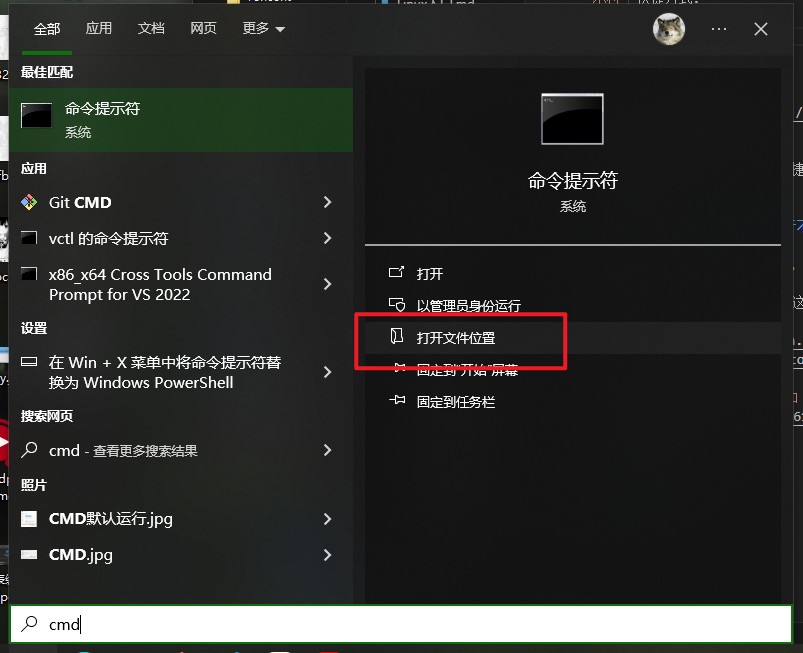 全部 应用 文档 网页 更多
最佳匹配
命令提示符
系统
应用
Git CMD
vctl 的命令提示符
x86_x64 Cross Tools Command
Prompt for VS 2022
设置
在 Win + X 菜单中将命令提示符替
换为 Windows PowerShell
搜索网页
cmd - 查看更多搜索结果
照片
CMD默认运行.jpg
CMD.jpg
命令提示符
系统
打开
以管理员身份运行
打开文件位置
固定到"开始"屏幕
固定到任务栏
cmd